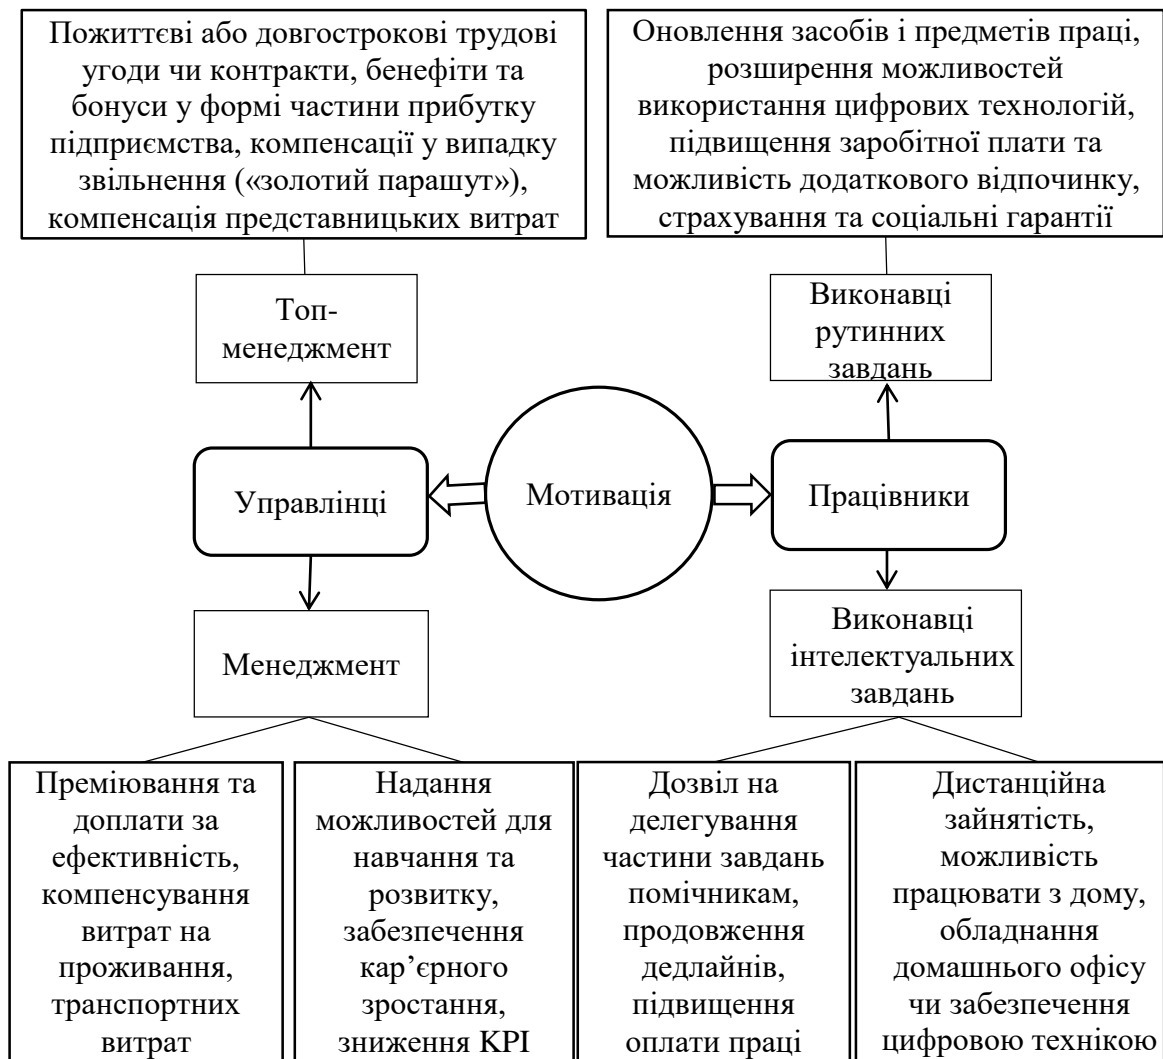 Пожиттєві або довгострокові трудові
угоди чи контракти, бенефіти та
бонуси у формі частини прибутку
підприємства, компенсації у випадку
звільнення («золотий парашут»),
компенсація представницьких витрат
Оновлення засобів і предметів праці,
розширення можливостей
використання цифрових технологій,
підвищення заробітної плати та
можливість додаткового відпочинку,
страхування та соціальні гарантії
Топ-
менеджмент
Виконавці
рутинних
завдань
Управлінці
Мотивація
Працівники
Менеджмент
Виконавці
інтелектуальних
завдань
Преміювання та
доплати за
ефективність,
компенсування
витрат на
проживання,
транспортних
витрат
Надання
можливостей для
навчання та
розвитку,
забезпечення
кар’єрного
зростання,
зниження KPI
Дозвіл на
делегування
частини завдань
помічникам,
продовження
дедлайнів,
підвищення
оплати праці
Дистанційна
зайнятість,
можливість
працювати з дому,
обладнання
домашнього офісу
чи забезпечення
цифровою технікою